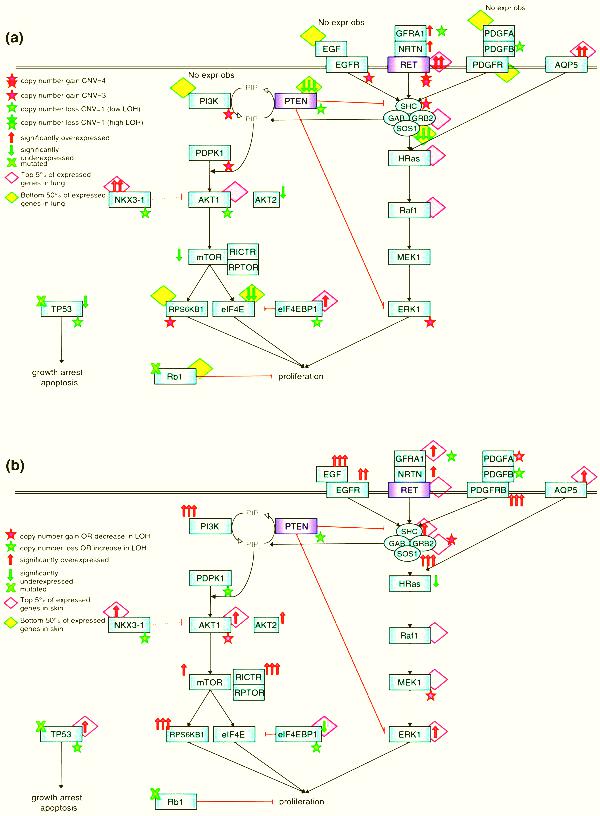 (a)
No expr obs
No expr obs
EGF
EGFR
GFRA1
NRTN
RET
PDGFA
PDGFB
PDGFR
AQP5
copy number gain CNV=4
copy number gain CNV=3
copy number loss CNV=1 (low LOH)
copy number loss CNV=1 (high LOH)
significantly overexpressed
significantly
underexpressed
mutated
Top 5% of expressed
genes in lung
Bottom 50% of expressed
genes in lung
No expr obs
PI3K
PIP
PIP
PTEN
SHC
GAB
GRB2
SOS1
HRas
PDPK1
NKX3-1
AKT1
AKT2
Raf1
mTOR
RICTR
RPTOR
MEK1
TP53
RPS6KB1
eIF4E
eIF4EBP1
ERK1
growth arrest
apoptosis
Rb1
proliferation
(b)
EGF
EGFR
GFRA1
NRTN
RET
PDGFA
PDGFB
PDGFRB
AQP5
copy number gain OR decrease in LOH
copy number loss OR increase in LOH
significantly overexpressed
significantly
underexpressed
mutated
Top 5% of expressed
genes in skin
Bottom 50% of expressed
genes in skin
PI3K
PIP
PIP
PTEN
SHC
GAB
GRB2
SOS1
HRas
PDPK1
NKX3-1
AKT1
AKT2
Raf1
mTOR
RICTR
RPTOR
MEK1
TP53
RPS6KB1
eIF4E
eIF4EBP1
ERK1
growth arrest
apoptosis
Rb1
proliferation